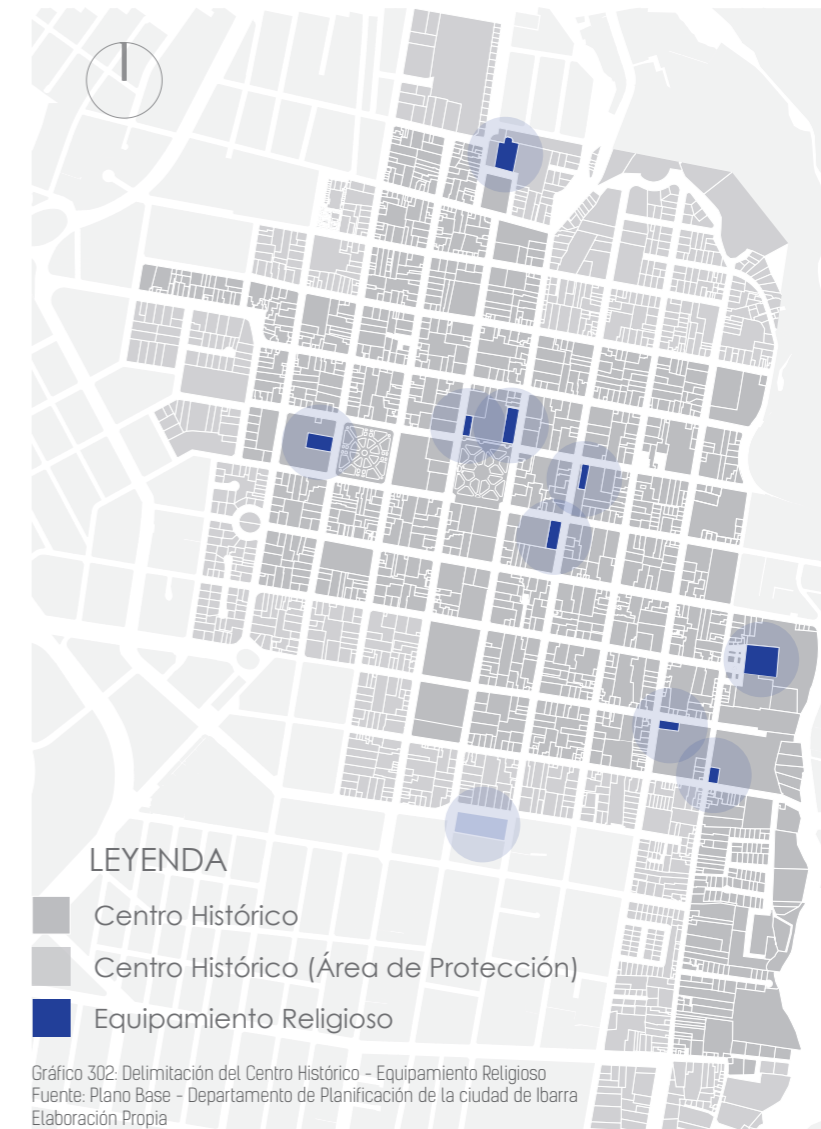 LEYENDA
Centro Histórico
Centro Histórico (Área de Protección)
Equipamiento Religioso
Gráfico 302: Delimitación del Centro Histórico - Equipamiento Religioso
Fuente: Plano Base - Departamento de Planificación de la ciudad de Ibarra
Elaboración Propia